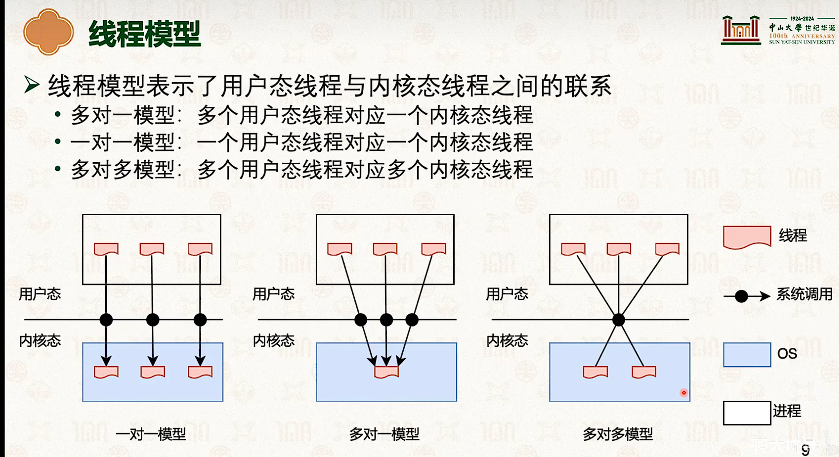 线程模型
1924-2024
中山大學 世纪华诞
100th ANNIVERSARY
SUN YAT-SEN UNIVERSITY
线程模型表示了用户态线程与内核态线程之间的联系
• 多对一模型：多个用户态线程对应一个内核态线程
• 一对一模型：一个用户态线程对应一个内核态线程
• 多对多模型：多个用户态线程对应多个内核态线程
用户态
内核态
一对一模型
用户态
内核态
多对一模型
用户态
内核态
多对多模型
线程
系统调用
OS
进程
9